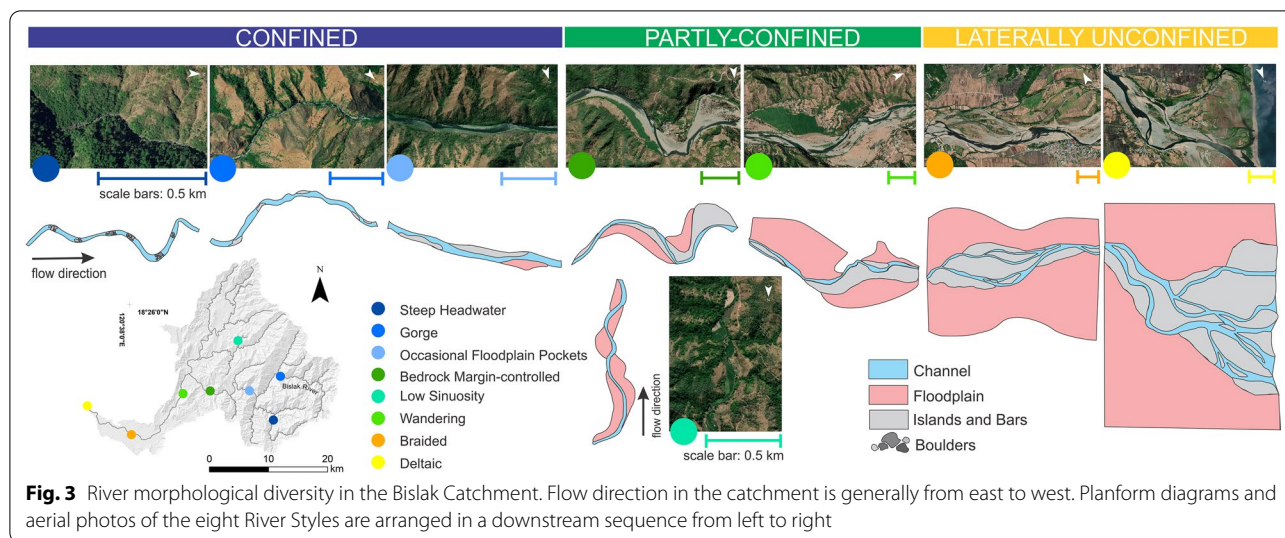 CONFINED
PARTLY-CONFINED
LATERALLY UNCONFINED
scale bars: 0.5 km
flow direction
N
18°26'0"N
120°38'0"E
Bislak River
0 10 20
km
Steep Headwater
Gorge
Occasional Floodplain Pockets
Bedrock Margin-controlled
Low Sinuosity
Wandering
Braided
Deltaic
flow direction
scale bar: 0.5 km
Channel
Floodplain
Islands and Bars
Boulders
Fig. 3 River morphological diversity in the Bislak Catchment. Flow direction in the catchment is generally from east to west. Planform diagrams and
aerial photos of the eight River Styles are arranged in a downstream sequence from left to right